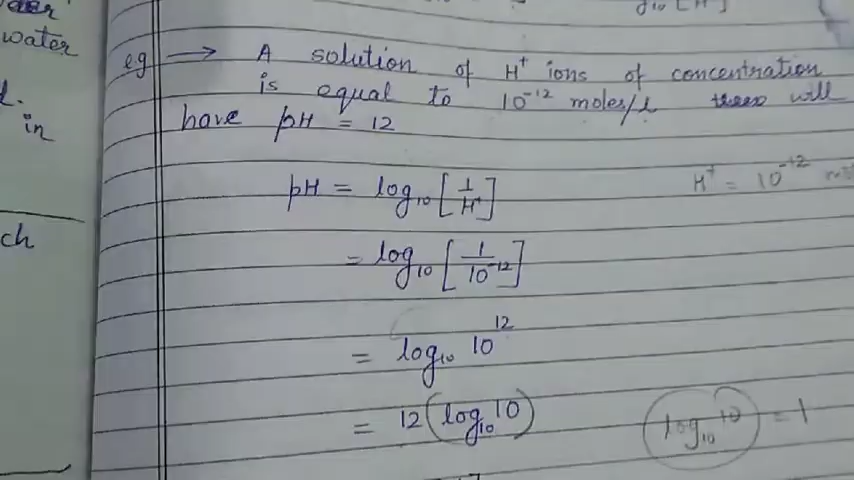 water
in
ch
eg → A solution of H⁺ ions of concentration
is equal to 10⁻¹² moles/l will
have pH = 12
pH = log₁₀ [1/H⁺]
H⁺ = 10⁻¹²
= log₁₀ [1/10⁻¹²]
= log₁₀ 10¹²
= 12 (log₁₀ 10)
log₁₀ 10 = 1